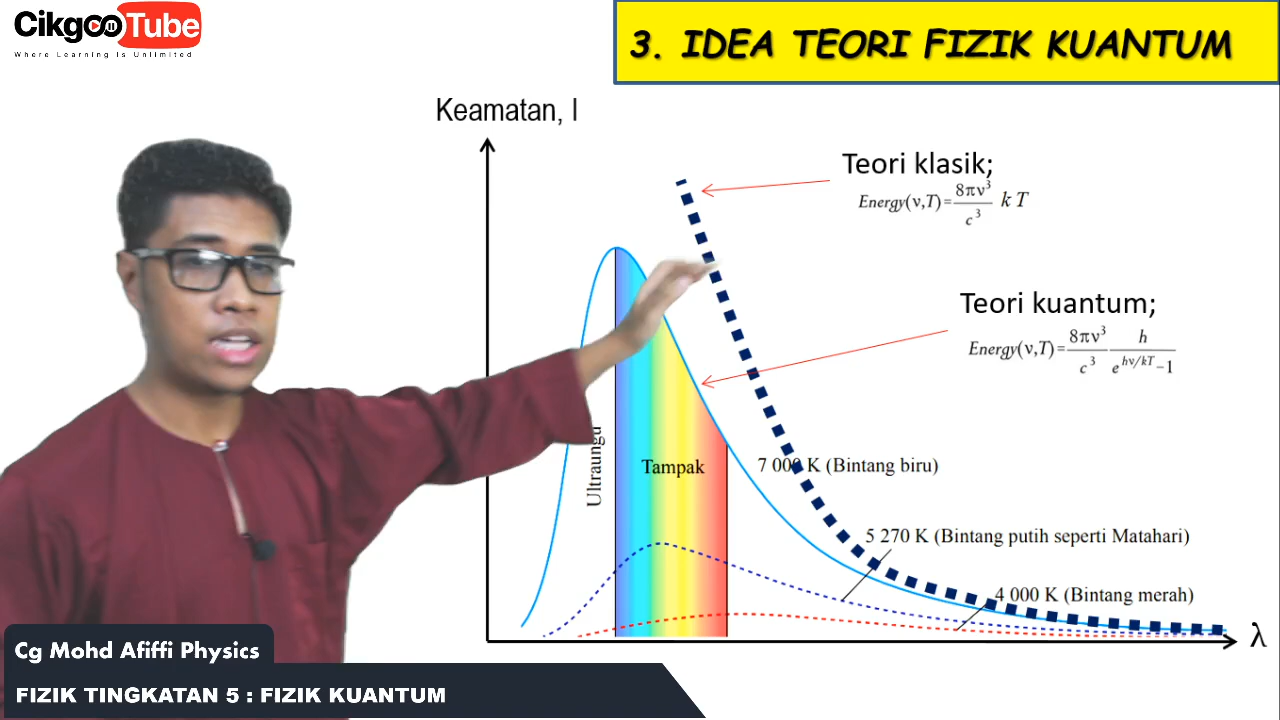 CikgooTube
Where Learning Is Unlimited
3. IDEA TEORI FIZIK KUANTUM
Keamatan, I
Teori klasik;
Energy(ν,T)=8πν³/c³ k T
Teori kuantum;
Energy(ν,T)=8πν³/c³ h/e^hν/kT −1
Ultraungu
Tampak
7 000 K (Bintang biru)
5 270 K (Bintang putih seperti Matahari)
4 000 K (Bintang merah)
λ
Cg Mohd Afiffi Physics
FIZIK TINGKATAN 5 : FIZIK KUANTUM